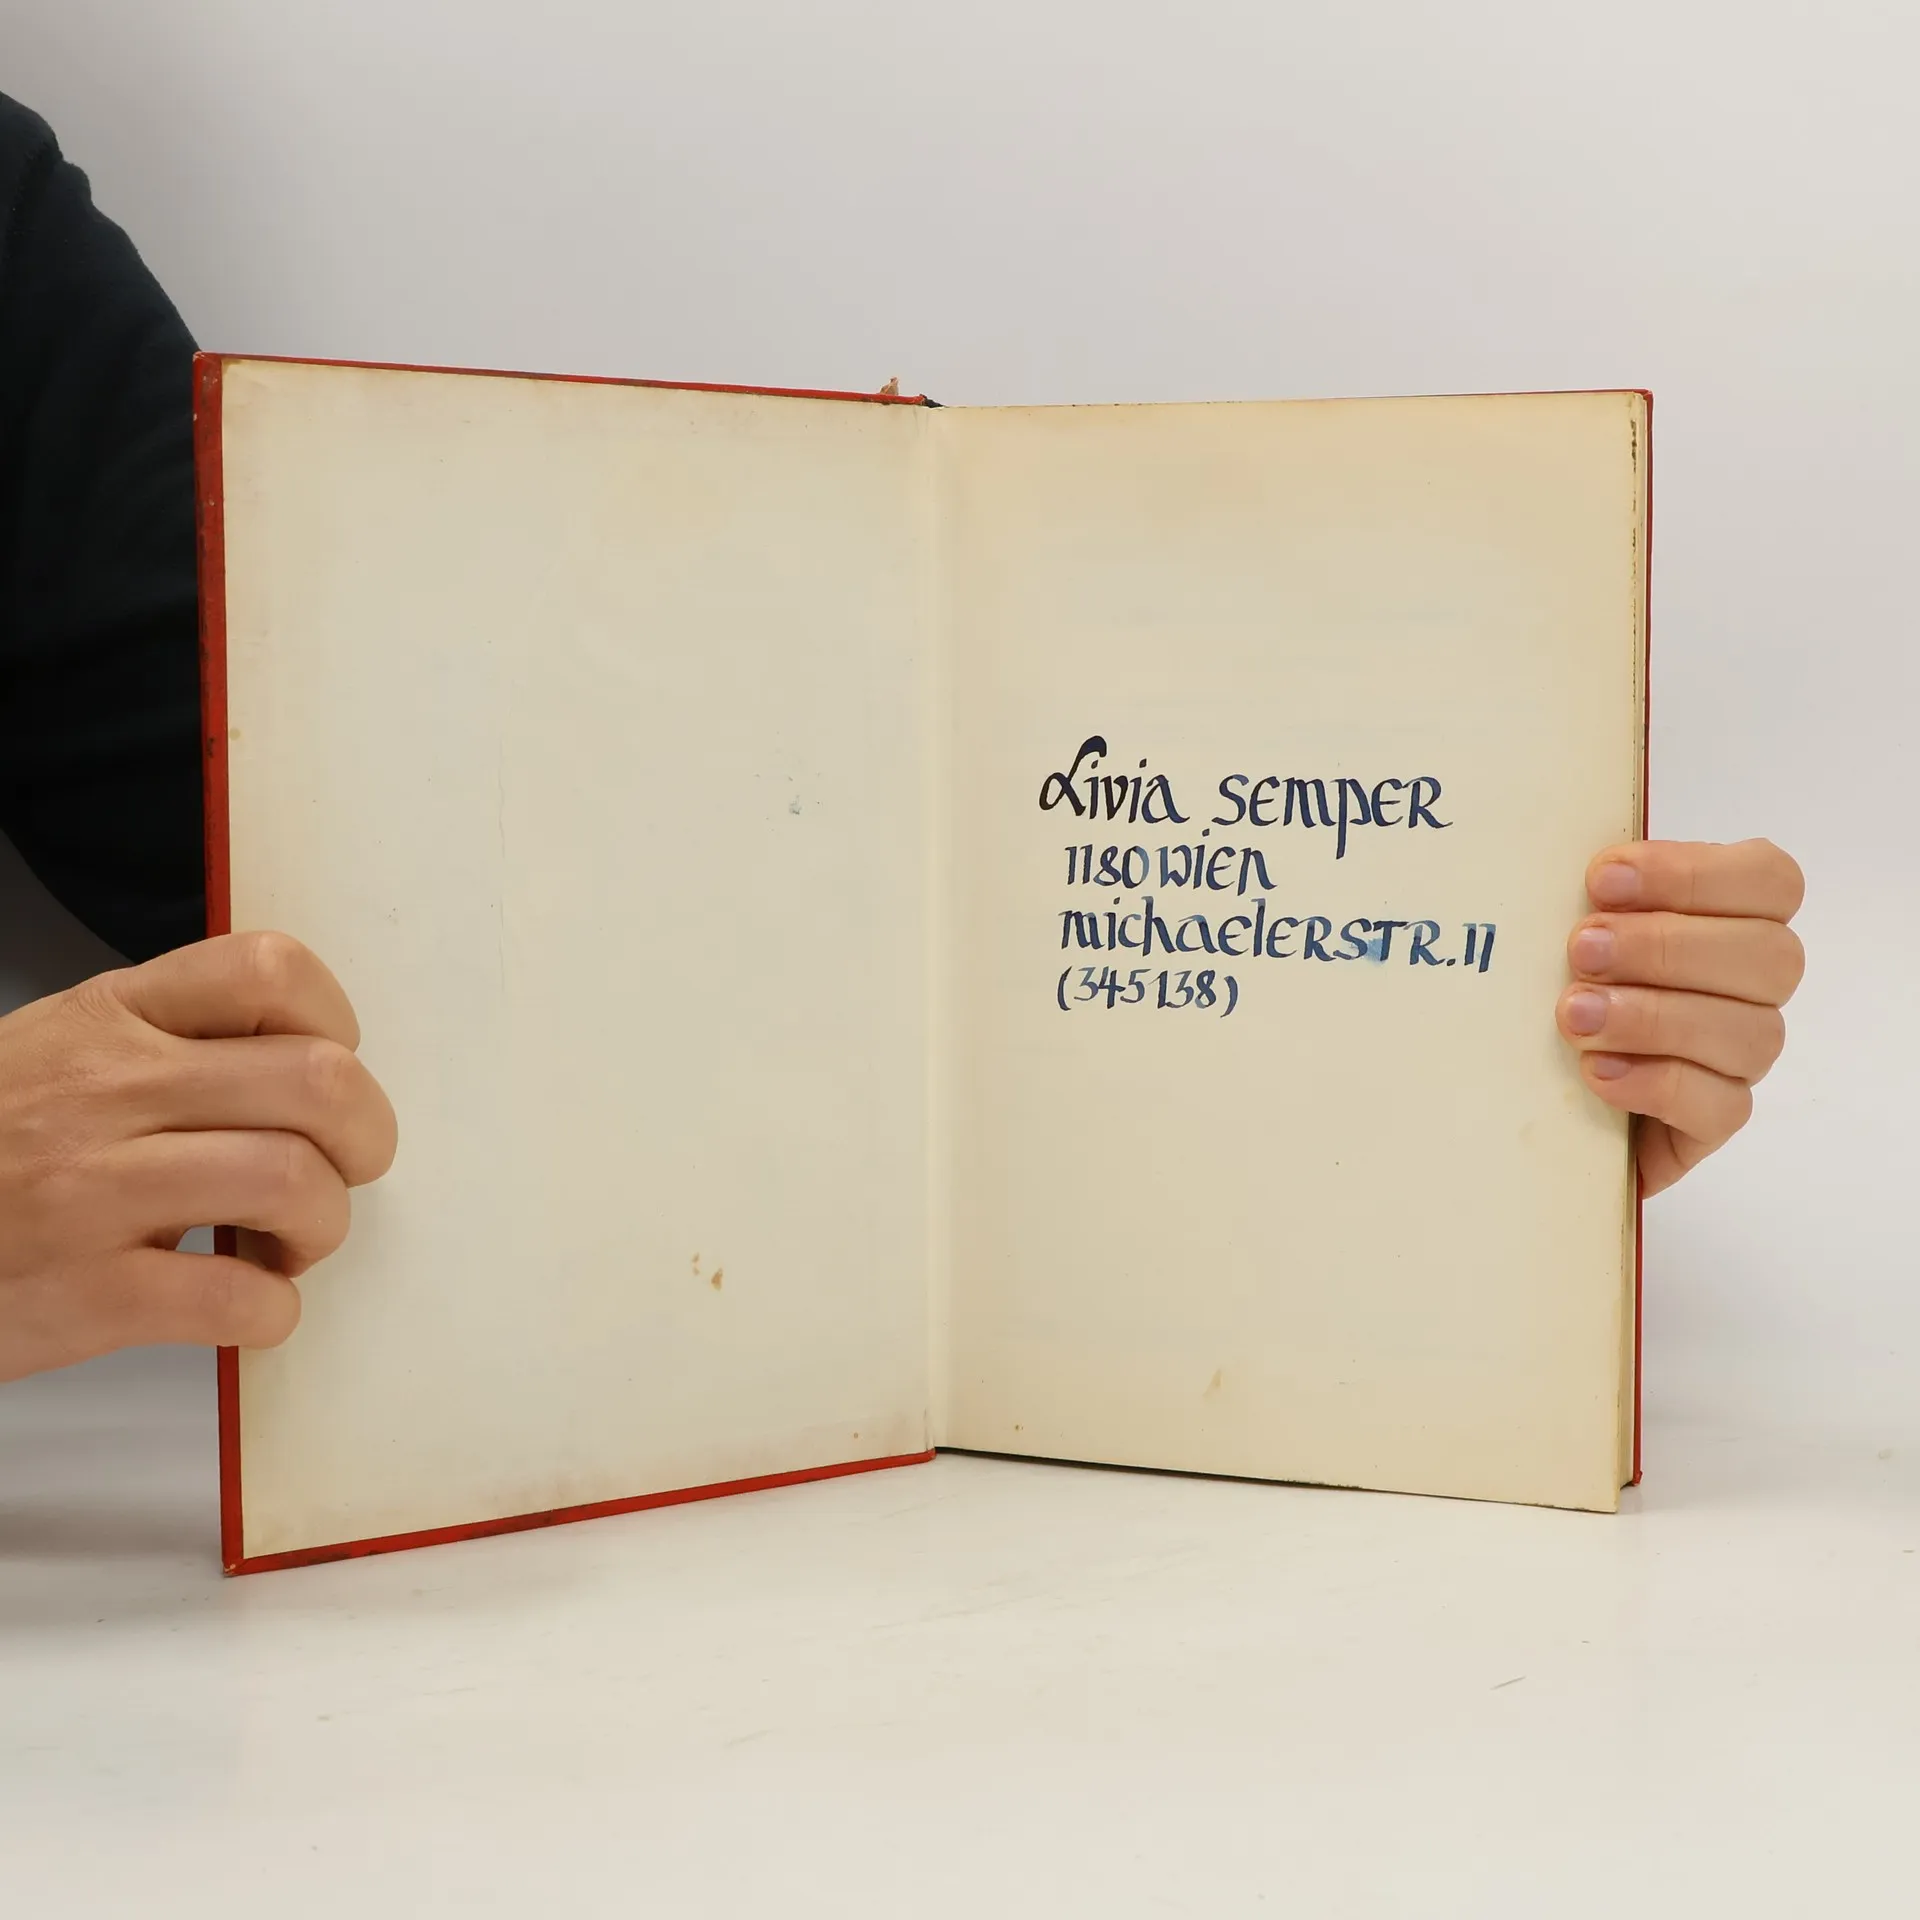 Livia Semper
1180 Wien
Michaelerstr. 11
(345138)